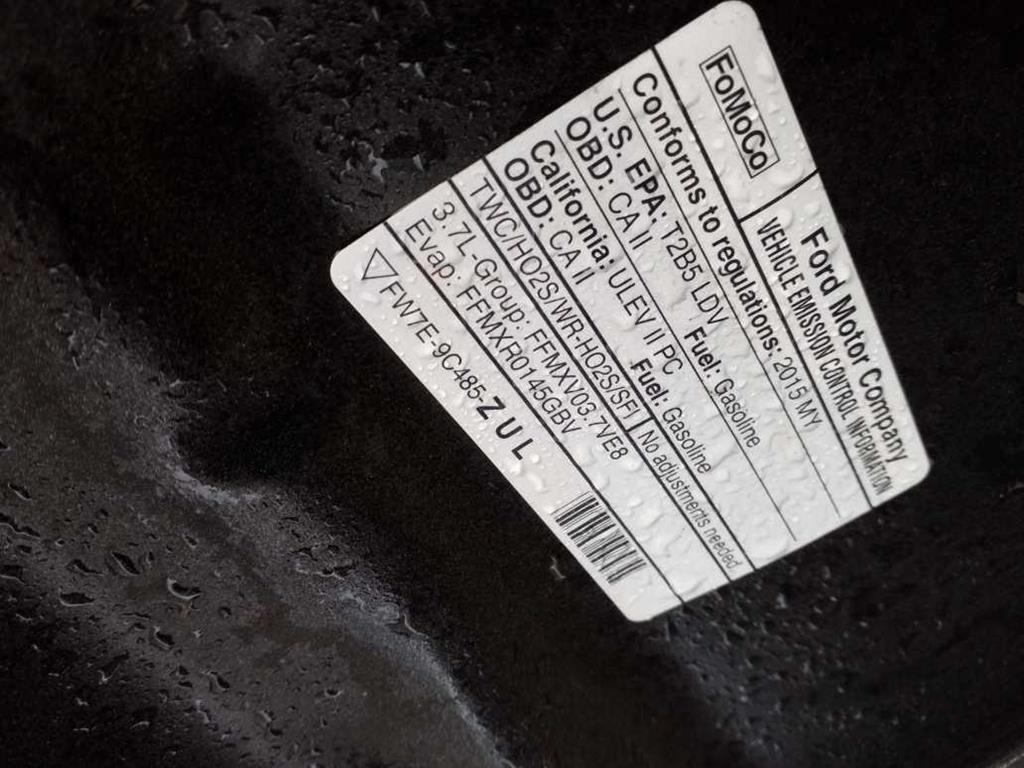 FoMoCo
Ford Motor Company
VEHICLE EMISSION CONTROL INFORMATION
Conforms to regulations: 2015 MY
U.S. EPA: T2B5 LDV Fuel: Gasoline
OBD: CA II
California: ULEV II PC Fuel: Gasoline
OBD: CA II
TWC/HO2S/WR-HO2S/SFI No adjustments needed.
3.7L-Group: FFMXV03.7VE8
Evap: FFMXR0145GBV
FW7E-9C485-ZUL